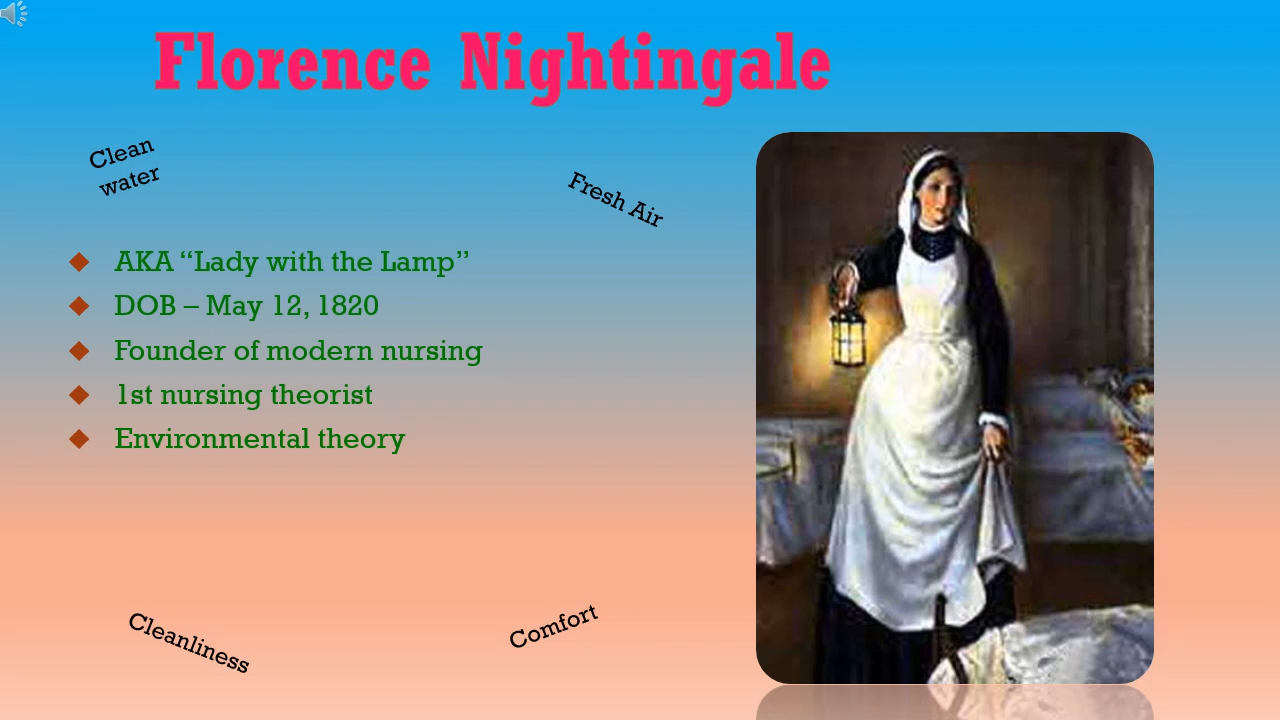 Florence Nightingale
Clean
water
Fresh Air
AKA “Lady with the Lamp”
DOB – May 12, 1820
Founder of modern nursing
1st nursing theorist
Environmental theory
Cleanliness
Comfort